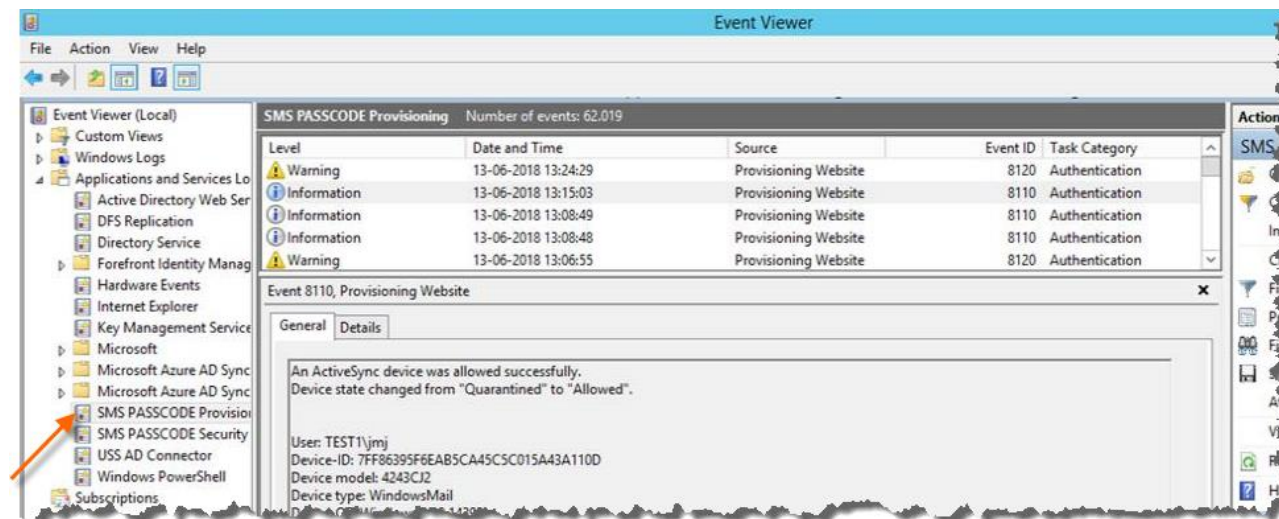 Event Viewer
File Action View Help
Event Viewer (Local)
Custom Views
Windows Logs
Applications and Services Lo
Active Directory Web Ser
DFS Replication
Directory Service
Forefront Identity Manag
Hardware Events
Internet Explorer
Key Management Service
Microsoft
Microsoft Azure AD Sync
Microsoft Azure AD Sync
SMS PASSCODE Provision
SMS PASSCODE Security
USS AD Connector
Windows PowerShell
Subscriptions
SMS PASSCODE Provisioning Number of events: 62.019
Level Date and Time Source Event ID Task Category
Warning 13-06-2018 13:24:29 Provisioning Website 8120 Authentication
Information 13-06-2018 13:15:03 Provisioning Website 8110 Authentication
Information 13-06-2018 13:08:49 Provisioning Website 8110 Authentication
Information 13-06-2018 13:08:48 Provisioning Website 8110 Authentication
Warning 13-06-2018 13:06:55 Provisioning Website 8120 Authentication
Event 8110, Provisioning Website
General Details
An ActiveSync device was allowed successfully.
Device state changed from "Quarantined" to "Allowed".
User: TEST1\jmj
Device-ID: 7FF86395F6EAB5CA45C5C015A43A110D
Device model: 4243CJ2
Device type: WindowsMail
Action
SMS